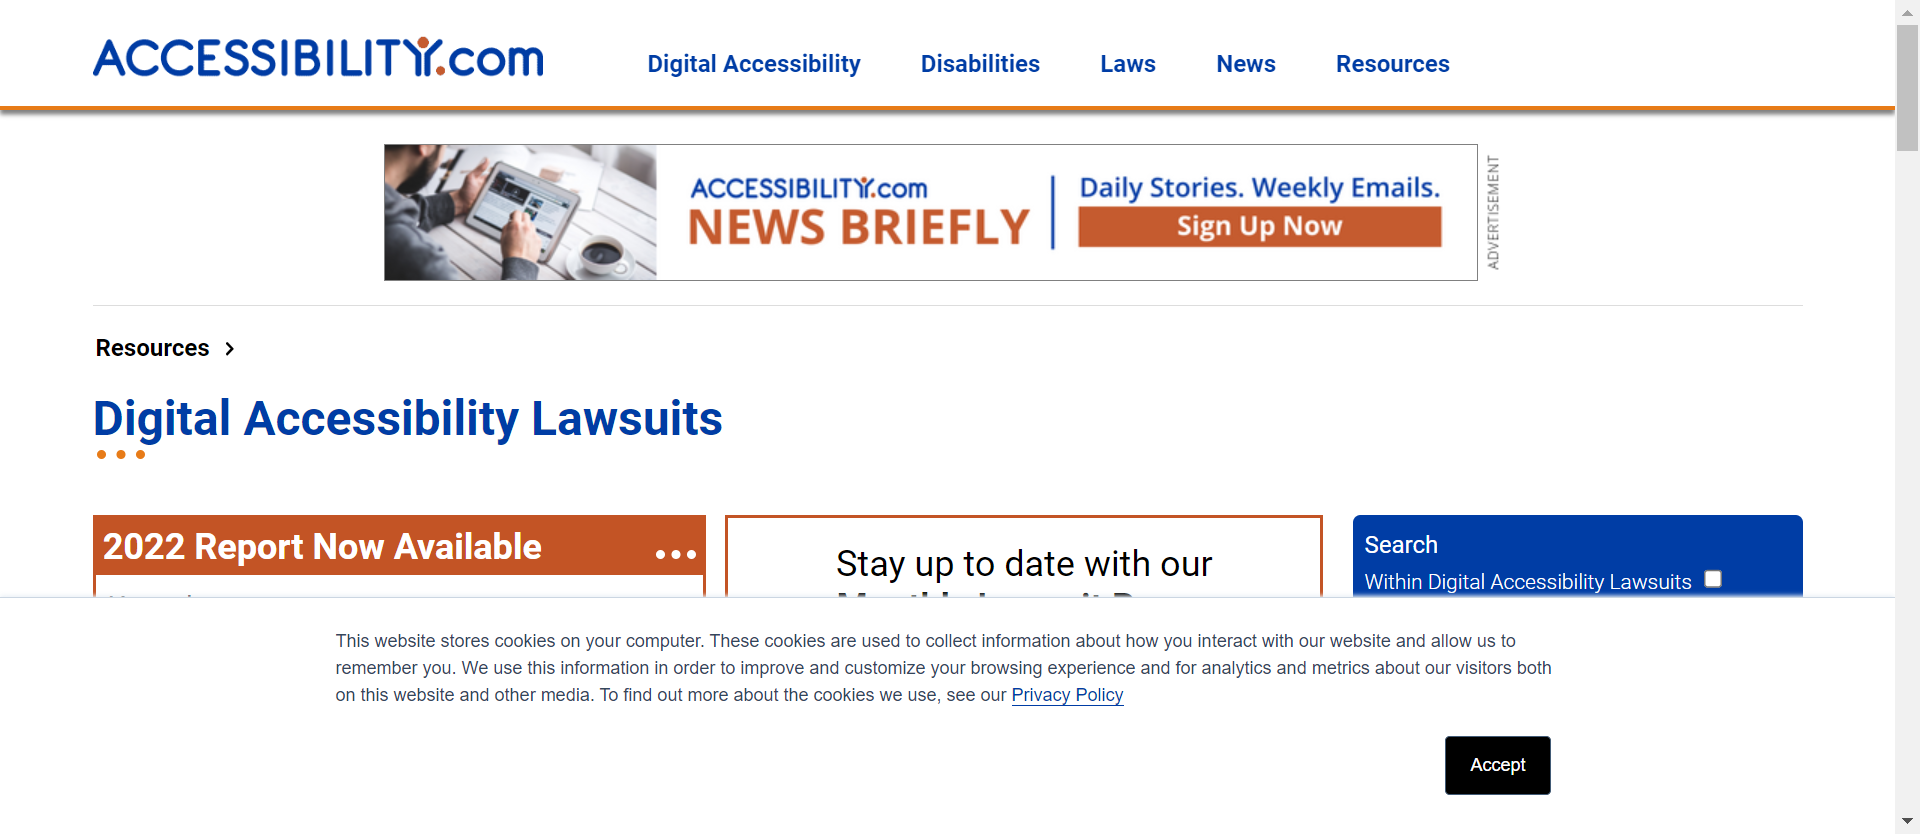 ACCESSIBILITY.com
Digital Accessibility
Disabilities
Laws
News
Resources
ACCESSIBILITY.com
NEWS BRIEFLY
Daily Stories. Weekly Emails.
Sign Up Now
ADVERTISEMENT
Resources
Digital Accessibility Lawsuits
2022 Report Now Available
Stay up to date with our
Search
Within Digital Accessibility Lawsuits
This website stores cookies on your computer. These cookies are used to collect information about how you interact with our website and allow us to
remember you. We use this information in order to improve and customize your browsing experience and for analytics and metrics about our visitors both
on this website and other media. To find out more about the cookies we use, see our Privacy Policy
Accept